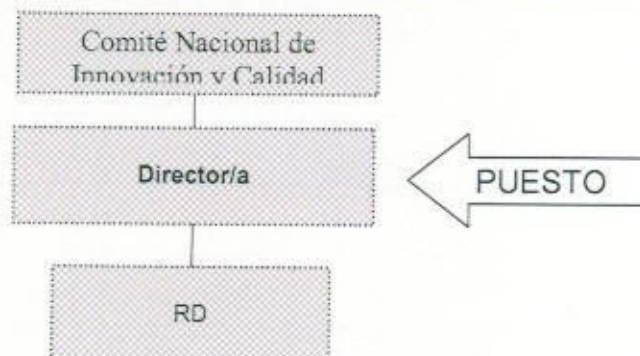 Comité Nacional de
Innovación y Calidad
Director/a
PUESTO
RD